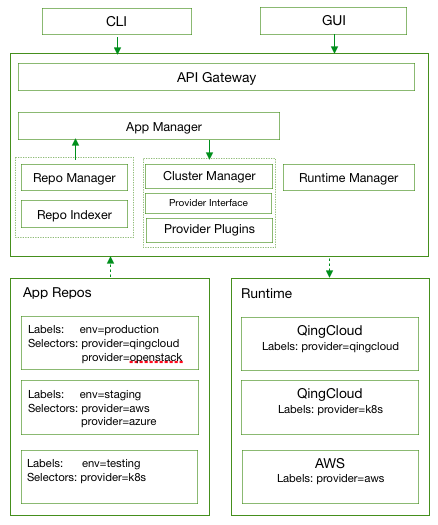 CLI
GUI
API Gateway
App Manager
Repo Manager
Repo Indexer
Cluster Manager
Provider Interface
Provider Plugins
Runtime Manager
App Repos
Labels: env=production
Selectors: provider=qingcloud
provider=openstack
Labels: env=staging
Selectors: provider=aws
provider=azure
Labels: env=testing
Selectors: provider=k8s
Runtime
QingCloud
Labels: provider=qingcloud
QingCloud
Labels: provider=k8s
AWS
Labels: provider=aws